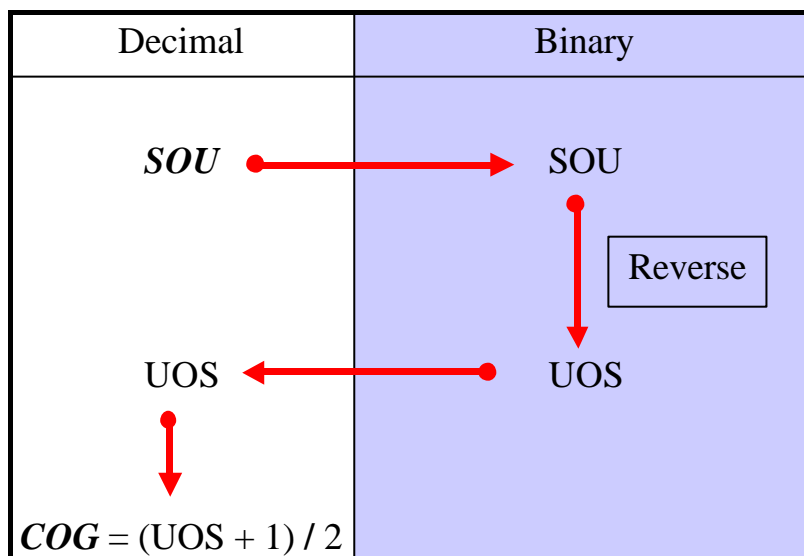 Decimal Binary
SOU SOU
Reverse
UOS UOS
COG = (UOS + 1) / 2